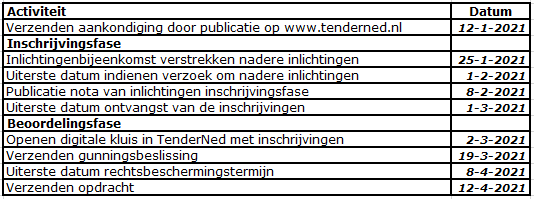 Activiteit Datum
Verzenden aankondiging door publicatie op www.tenderned.nl 12-1-2021
Inschrijvingsfase
Inlichtingenbijeenkomst verstrekken nadere inlichtingen 25-1-2021
Uiterste datum indienen verzoek om nadere inlichtingen 1-2-2021
Publicatie nota van inlichtingen inschrijvingsfase 8-2-2021
Uiterste datum ontvangst van de inschrijvingen 1-3-2021
Beoordelingsfase
Openen digitale kluis in TenderNed met inschrijvingen 2-3-2021
Verzenden gunningsbeslissing 19-3-2021
Uiterste datum rechtsbeschermingstermijn 8-4-2021
Verzenden opdracht 12-4-2021